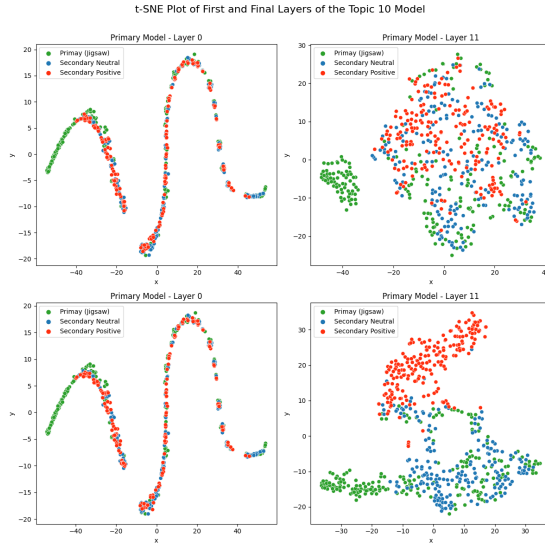 t-SNE Plot of First and Final Layers of the Topic 10 Model
Primary Model - Layer 0
Primay (Jigsaw)
Secondary Neutral
Secondary Positive
20
15
10
5
0
−5
−10
−15
−20
y
−40
−20
0
20
40
x
Primary Model - Layer 11
Primay (Jigsaw)
Secondary Neutral
Secondary Positive
30
20
10
0
−10
−20
y
−40
−20
0
20
40
x
Primary Model - Layer 0
Primay (Jigsaw)
Secondary Neutral
Secondary Positive
20
15
10
5
0
−5
−10
−15
−20
y
−40
−20
0
20
40
x
Primary Model - Layer 11
Primay (Jigsaw)
Secondary Neutral
Secondary Positive
30
20
10
0
−10
−20
y
−30
−20
−10
0
10
20
30
x